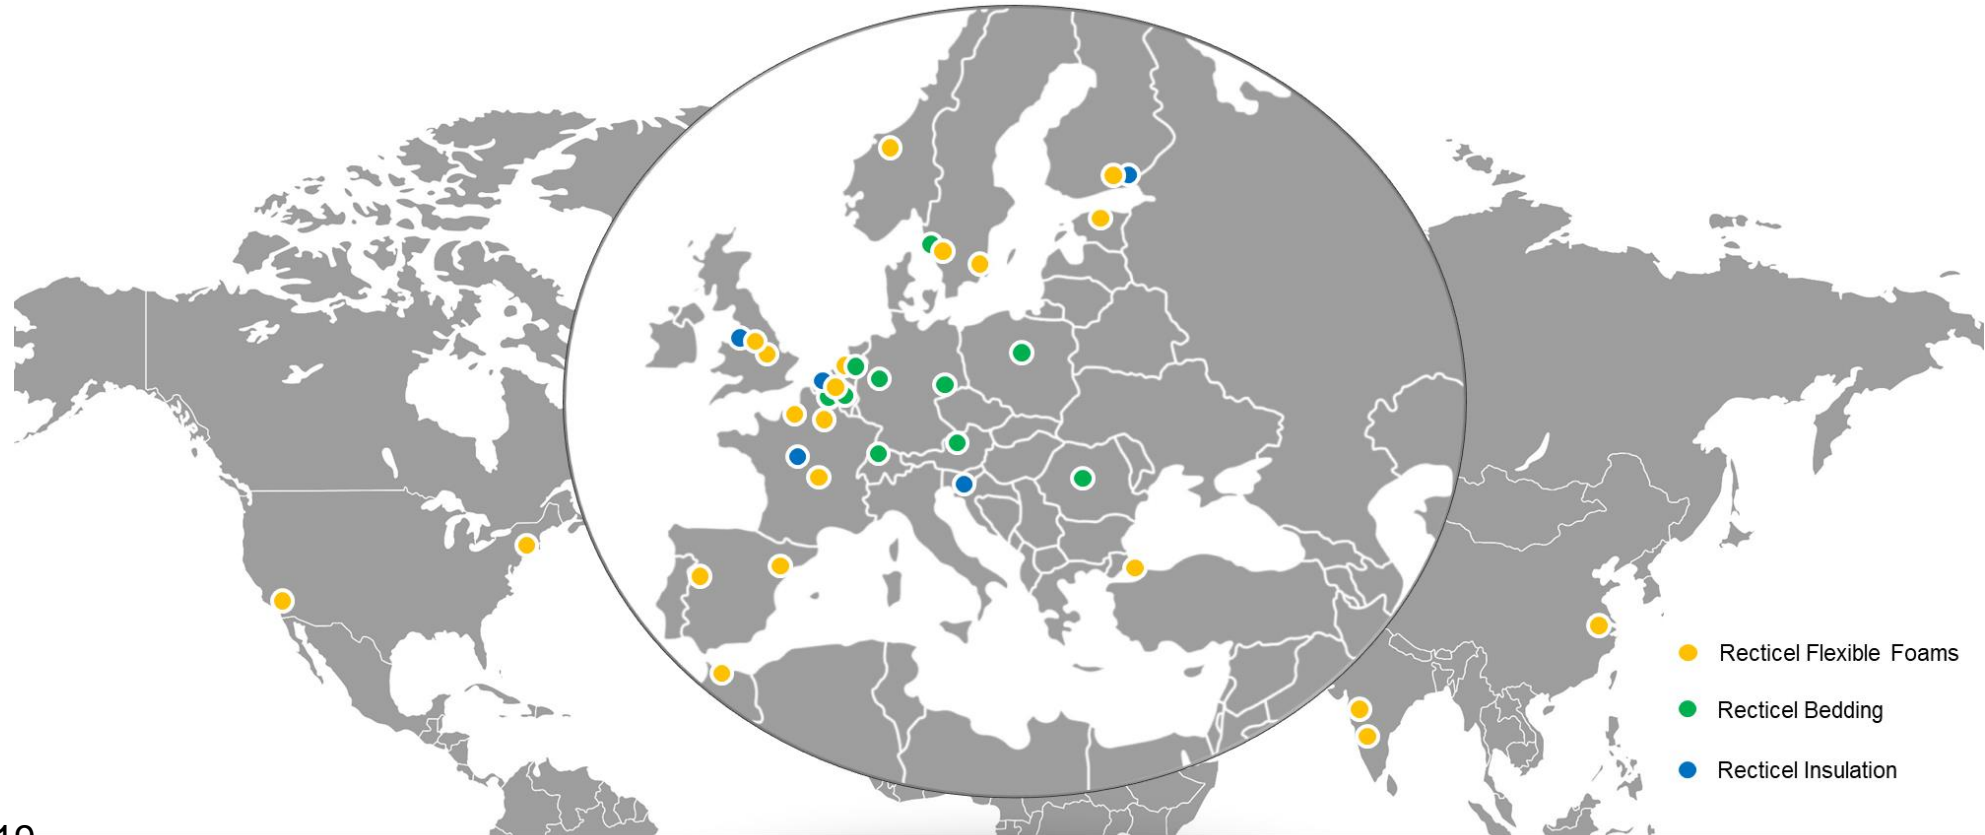 Recticel Flexible Foams
Recticel Bedding
Recticel Insulation